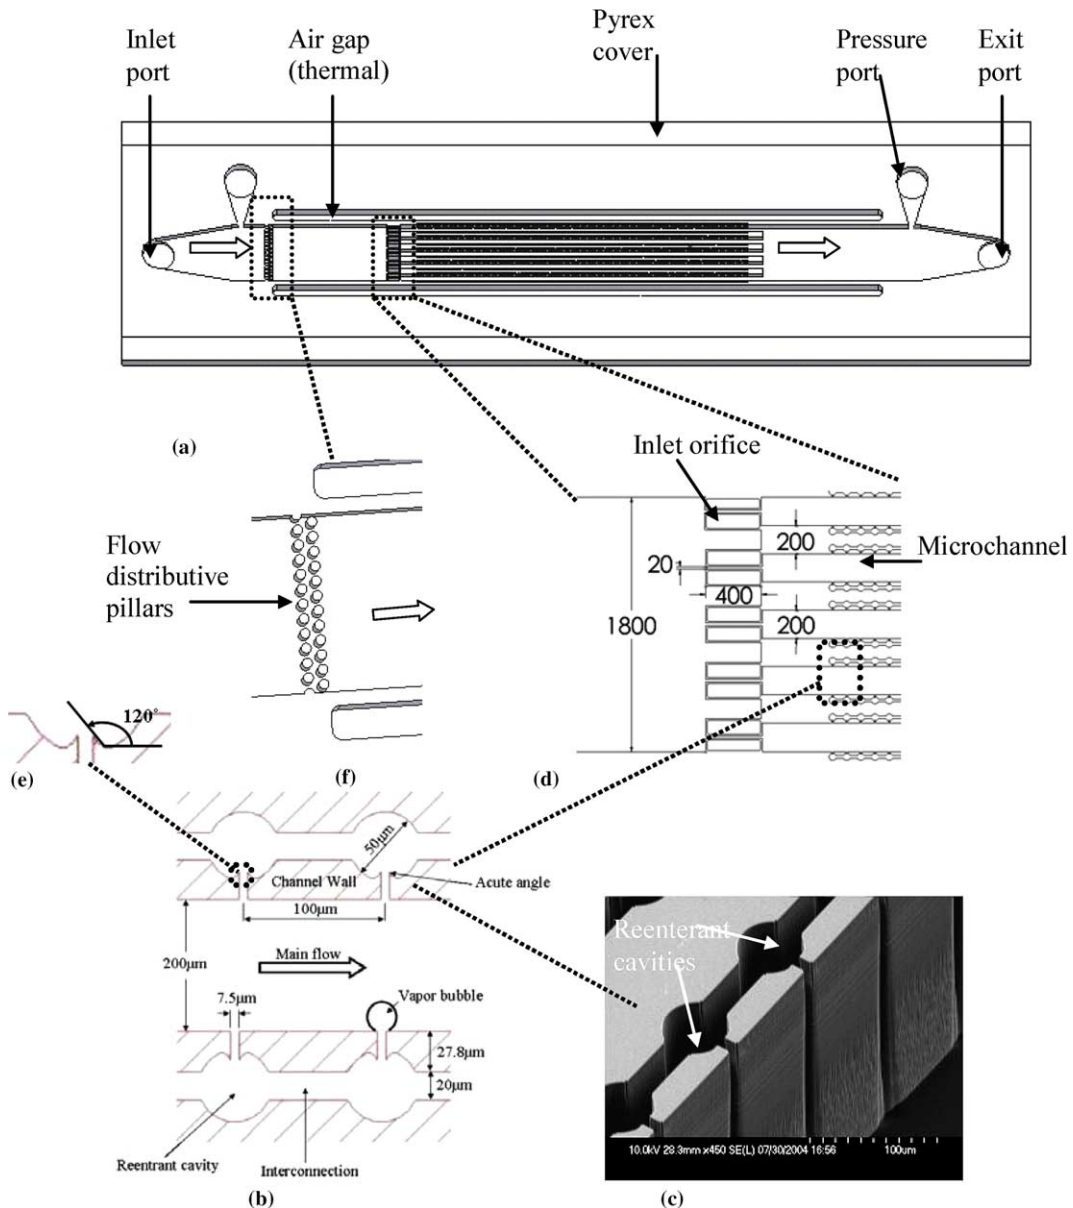 Inlet
port
Air gap
(thermal)
Pyrex
cover
Pressure
port
Exit
port
(a)
Inlet orifice
Flow
distributive
pillars
200
Microchannel
20
400
1800
200
120°
(e)
(f)
(d)
50μm
Channel Wall
Acute angle
100μm
Main flow
200μm
7.5μm
Vapor bubble
27.8μm
20μm
Reentrant cavity
Interconnection
(b)
Reenterant
cavities
10.0kV 28.3mm x450 SE(L) 07/30/2004 16:56
100um
(c)